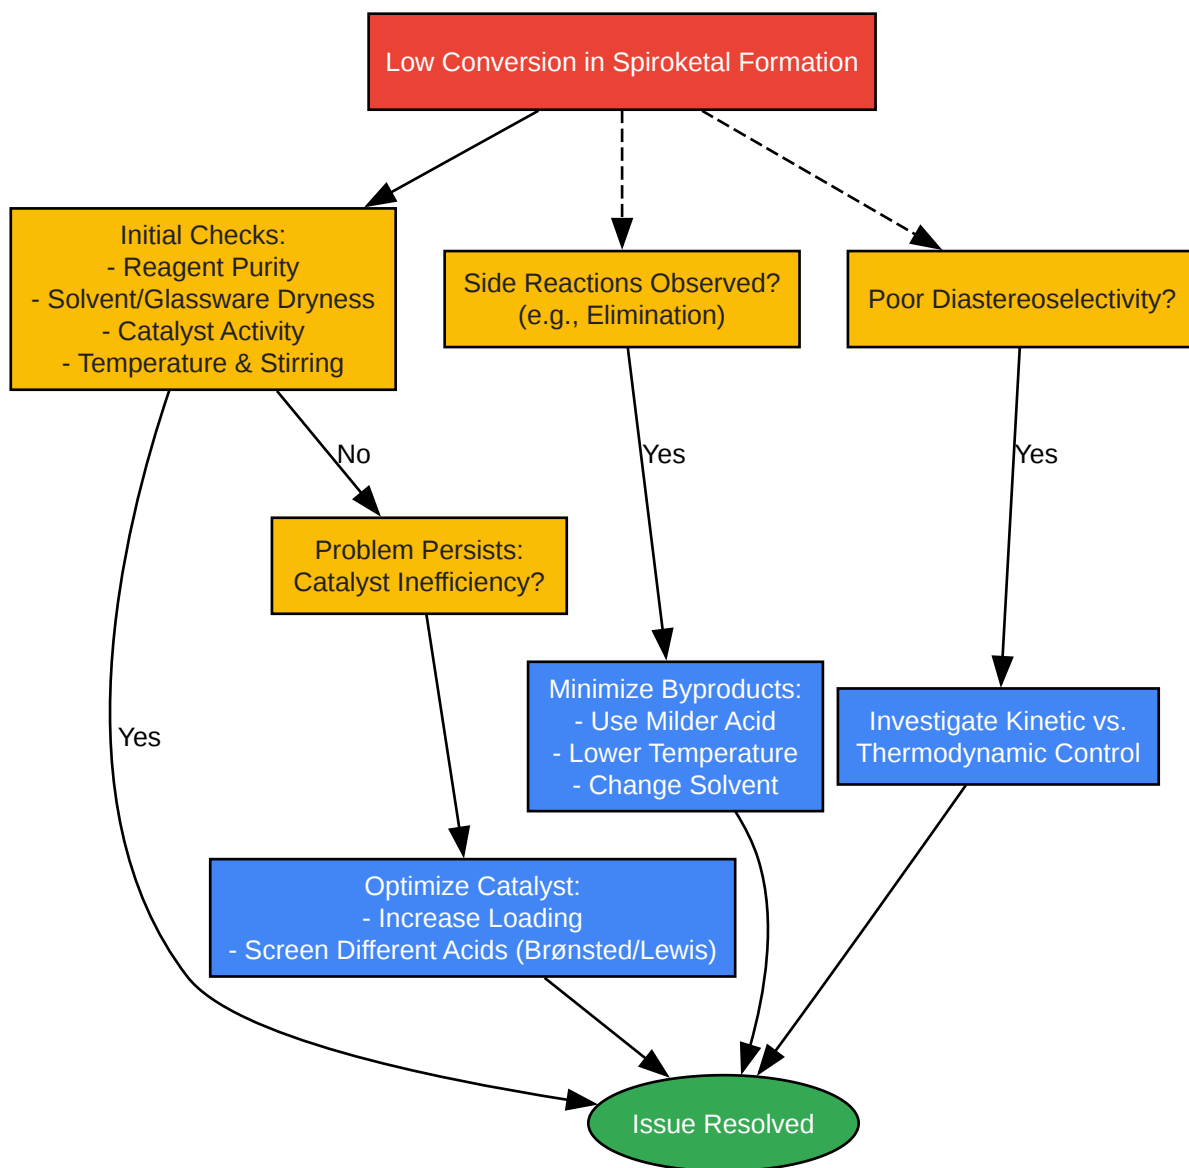 Low Conversion in Spiroketal Formation
Initial Checks:
- Reagent Purity
- Solvent/Glassware Dryness
- Catalyst Activity
- Temperature & Stirring
Side Reactions Observed?
(e.g., Elimination)
Poor Diastereoselectivity?
No
Yes
Yes
Problem Persists:
Catalyst Inefficiency?
Minimize Byproducts:
- Use Milder Acid
- Lower Temperature
- Change Solvent
Investigate Kinetic vs.
Thermodynamic Control
Yes
Optimize Catalyst:
- Increase Loading
- Screen Different Acids (Brønsted/Lewis)
Issue Resolved